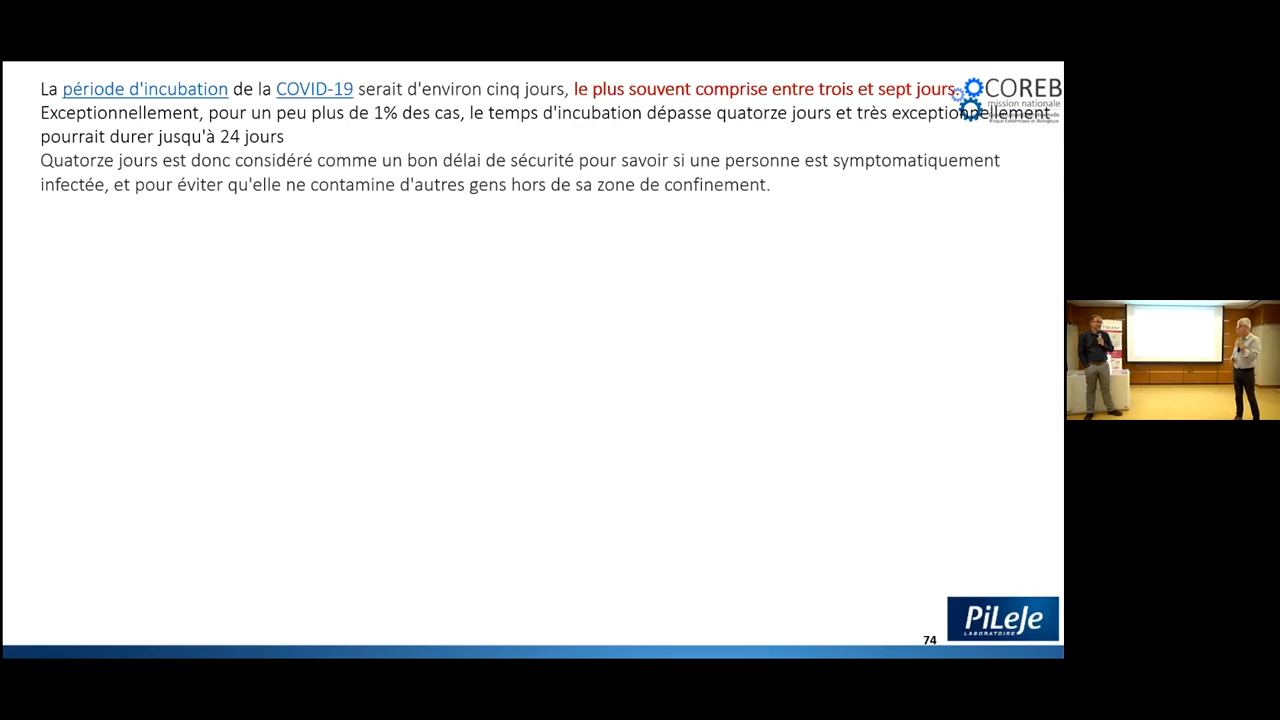 La période d'incubation de la COVID-19 serait d'environ cinq jours, le plus souvent comprise entre trois et sept jours.
COREB
mission nationale
Exceptionnellement, pour un peu plus de 1% des cas, le temps d'incubation dépasse quatorze jours et très exceptionnellement
pourrait durer jusqu'à 24 jours
Quatorze jours est donc considéré comme un bon délai de sécurité pour savoir si une personne est symptomatiquement
infectée, et pour éviter qu'elle ne contamine d'autres gens hors de sa zone de confinement.
PiLeJe
LABORATOIRE
74